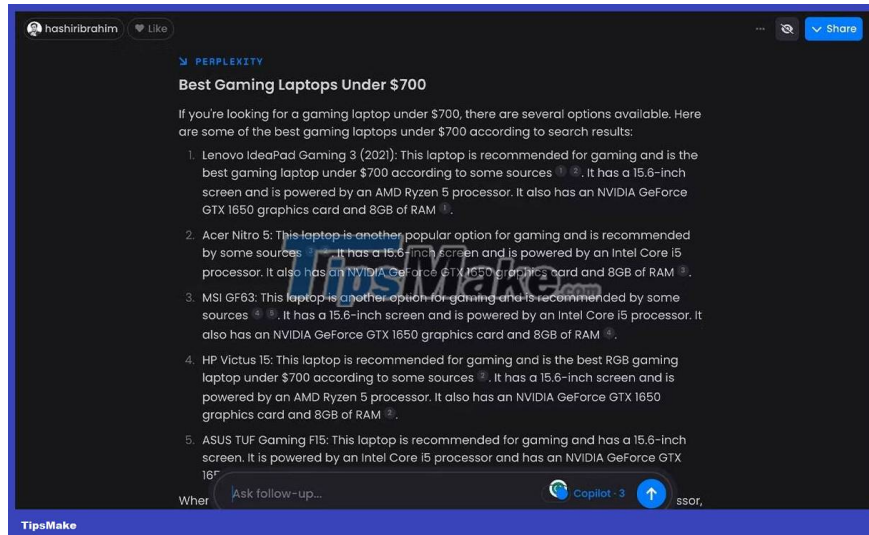 hashiribrahim Like ... Share
PERPLEXITY
Best Gaming Laptops Under $700
If you're looking for a gaming laptop under $700, there are several options available. Here
are some of the best gaming laptops under $700 according to search results:
1. Lenovo IdeaPad Gaming 3 (2021): This laptop is recommended for gaming and is the
best gaming laptop under $700 according to some sources 1 2. It has a 15.6-inch
screen and is powered by an AMD Ryzen 5 processor. It also has an NVIDIA GeForce
GTX 1650 graphics card and 8GB of RAM 1.
2. Acer Nitro 5: This laptop is another popular option for gaming and is recommended
by some sources. It has a 15.6-inch screen and is powered by an Intel Core i5
processor. It also has an NVIDIA GeForce GTX 1650 graphics card and 8GB of RAM 3.
TipsMake.com
3. MSI GF63: This laptop is another option for gaming and is recommended by some
sources 4 3. It has a 15.6-inch screen and is powered by an Intel Core i5 processor. It
also has an NVIDIA GeForce GTX 1650 graphics card and 8GB of RAM 4.
4. HP Victus 15: This laptop is recommended for gaming and is the best RGB gaming
laptop under $700 according to some sources 2. It has a 15.6-inch screen and is
powered by an AMD Ryzen 5 processor. It also has an NVIDIA GeForce GTX 1650
graphics card and 8GB of RAM 2.
5. ASUS TUF Gaming F15: This laptop is recommended for gaming and has a 15.6-inch
screen. It is powered by an Intel Core i5 processor and has an NVIDIA GeForce GTX
Ask follow-up... Copilot · 3
Wher ssor,
TipsMake